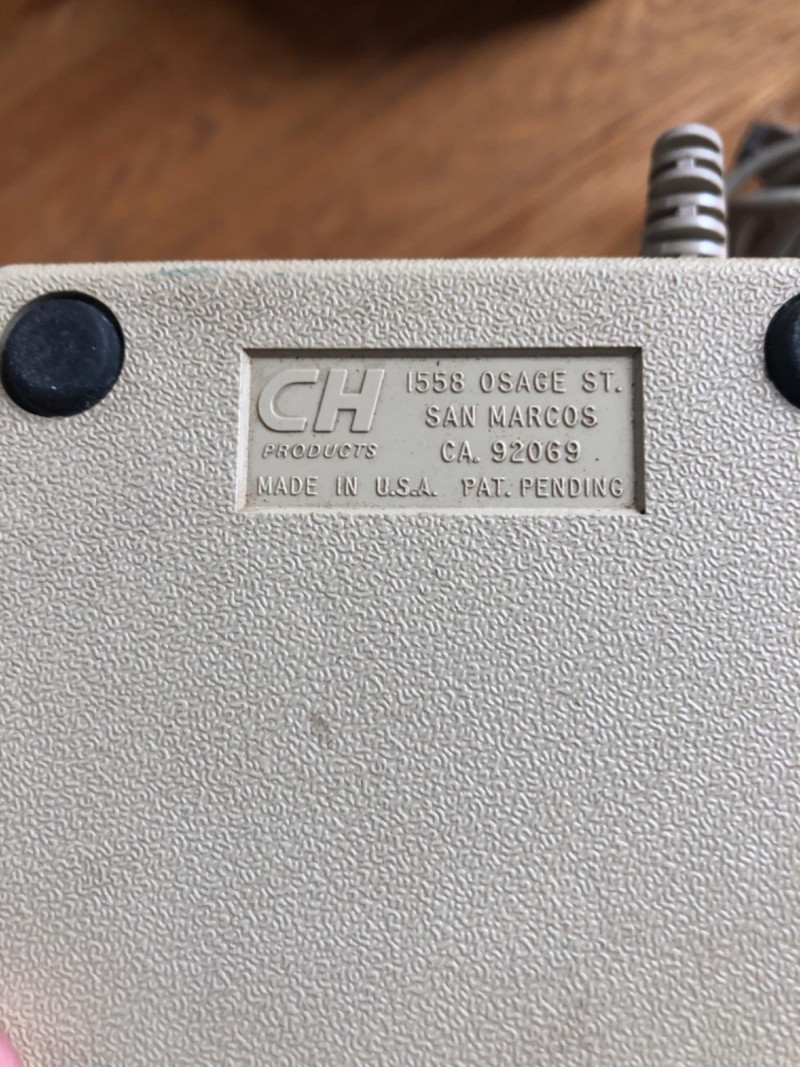 CH
PRODUCTS
1558 OSAGE ST.
SAN MARCOS
CA. 92069
MADE IN U.S.A. PAT. PENDING